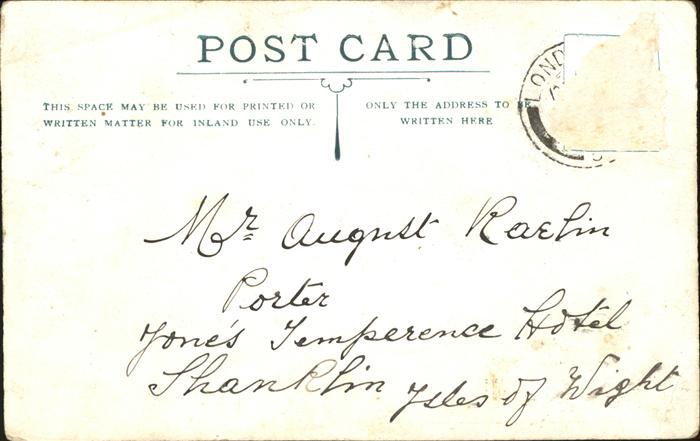 POST CARD
THIS SPACE MAY BE USED FOR PRINTED OR
WRITTEN MATTER FOR INLAND USE ONLY.
ONLY THE ADDRESS TO BE
WRITTEN HERE
LOND
Mr. August Kaelin
Porter
Jone's Temperence Hotel
Shanklin Isles of Wight